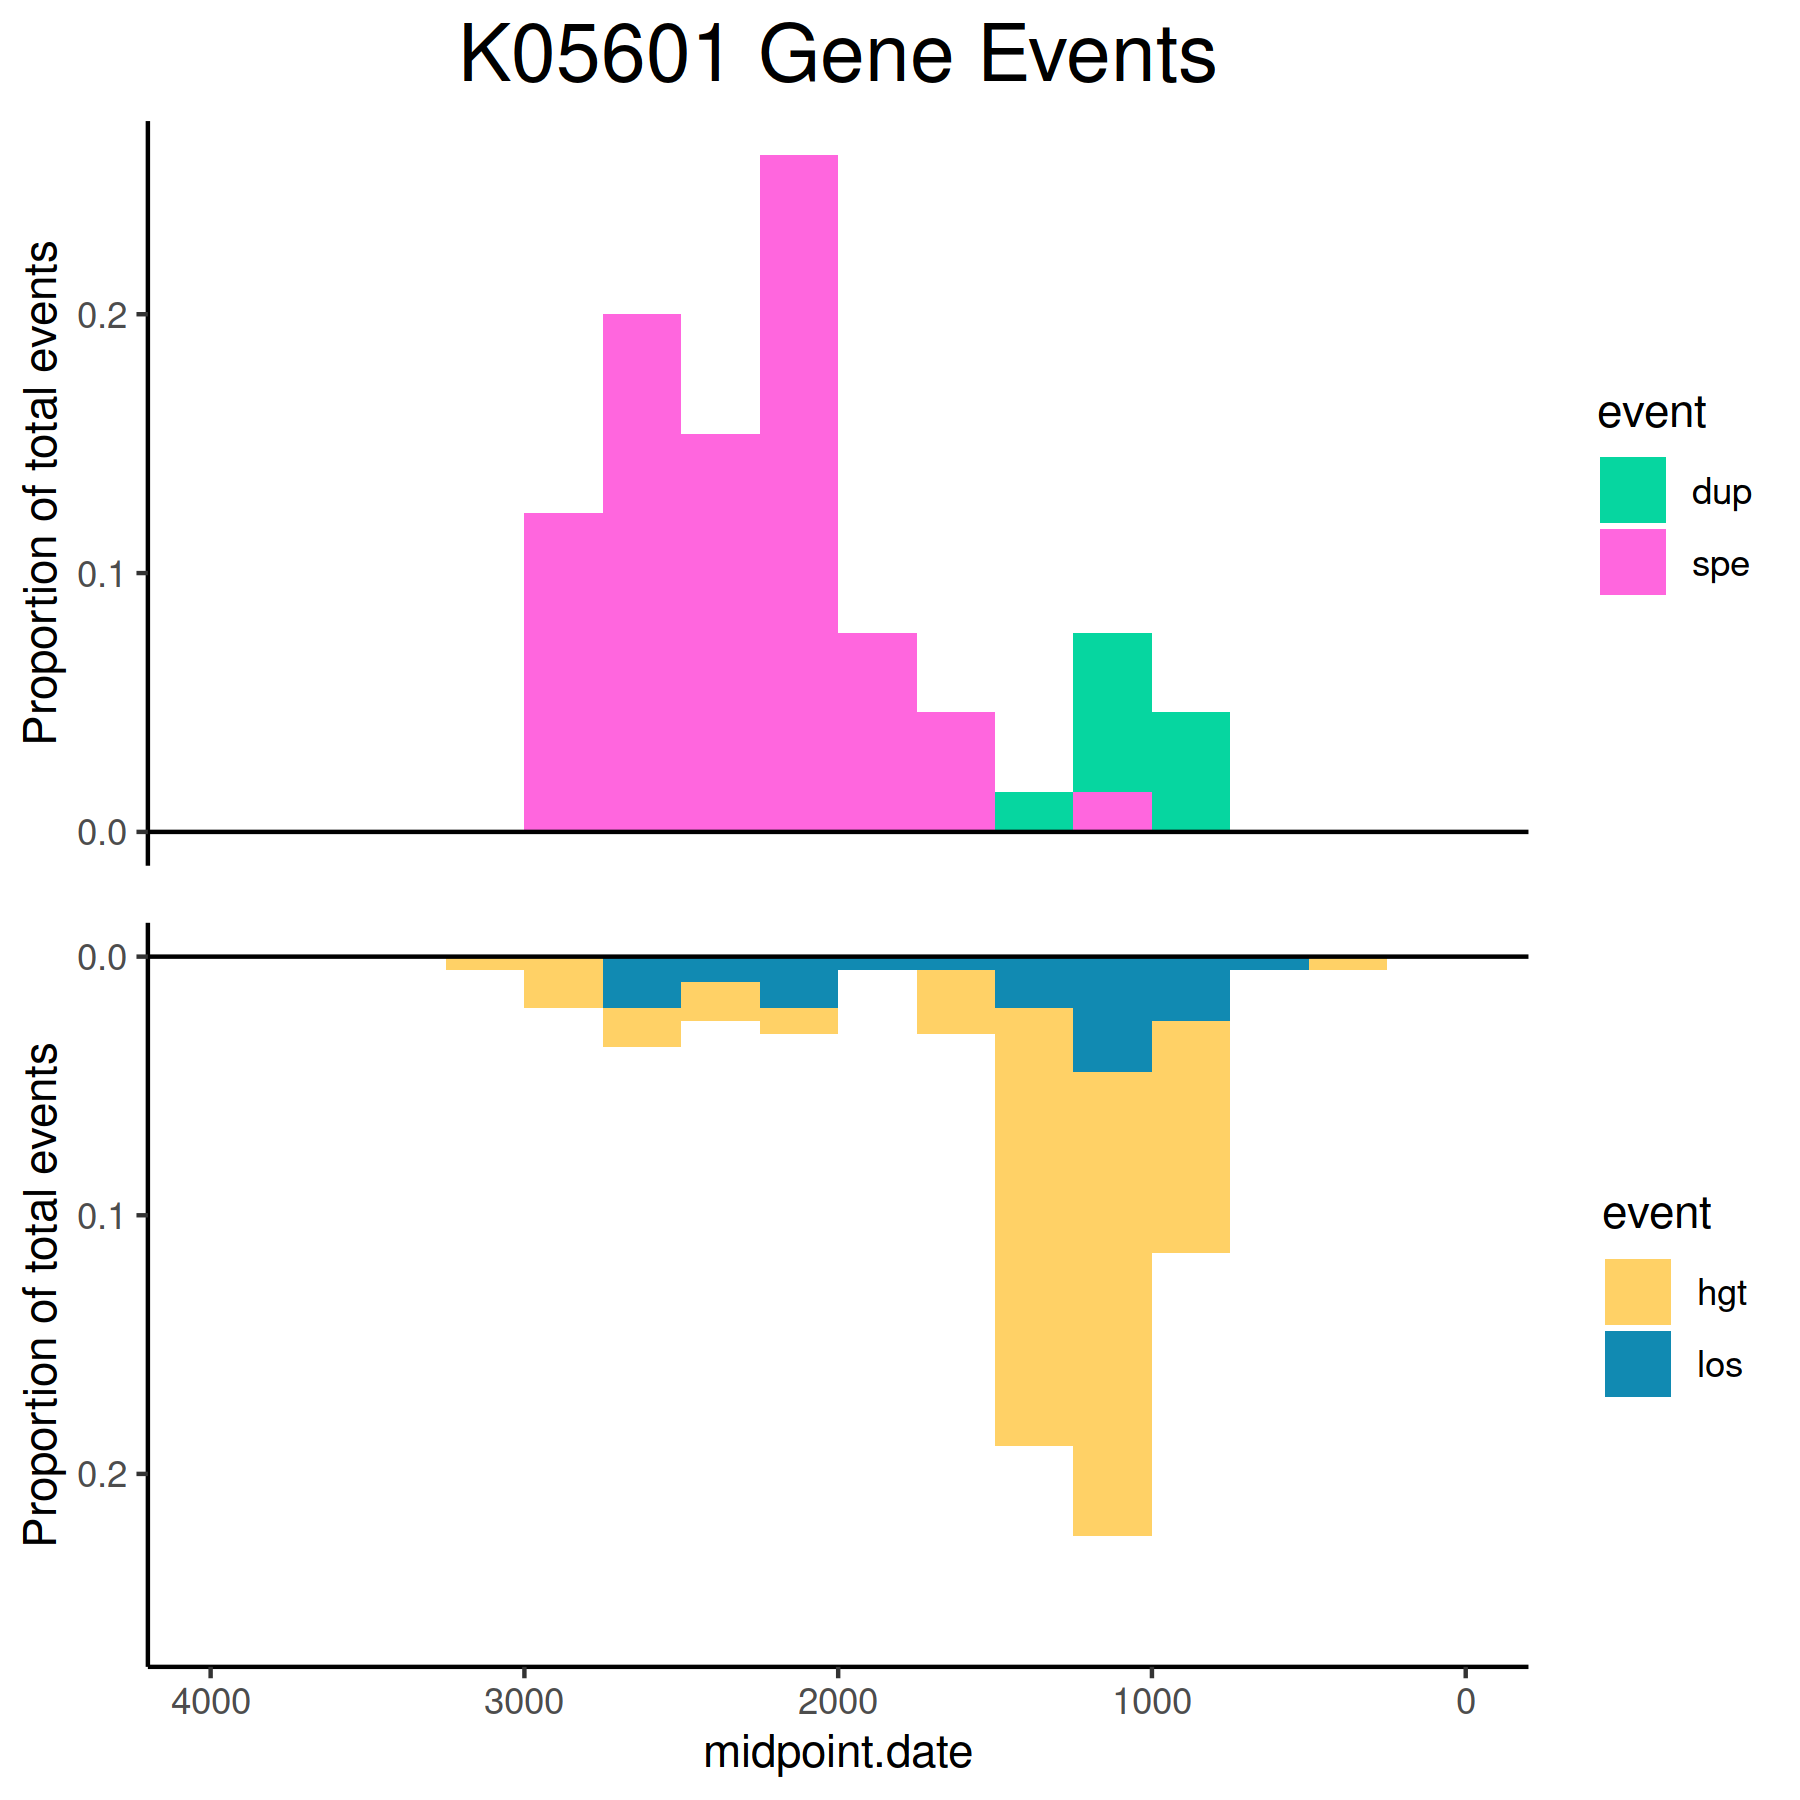 K05601 Gene Events
Proportion of total events
0.2
0.1
0.0
event
dup
spe
Proportion of total events
0.0
0.1
0.2
event
hgt
los
4000 3000 2000 1000 0
midpoint.date